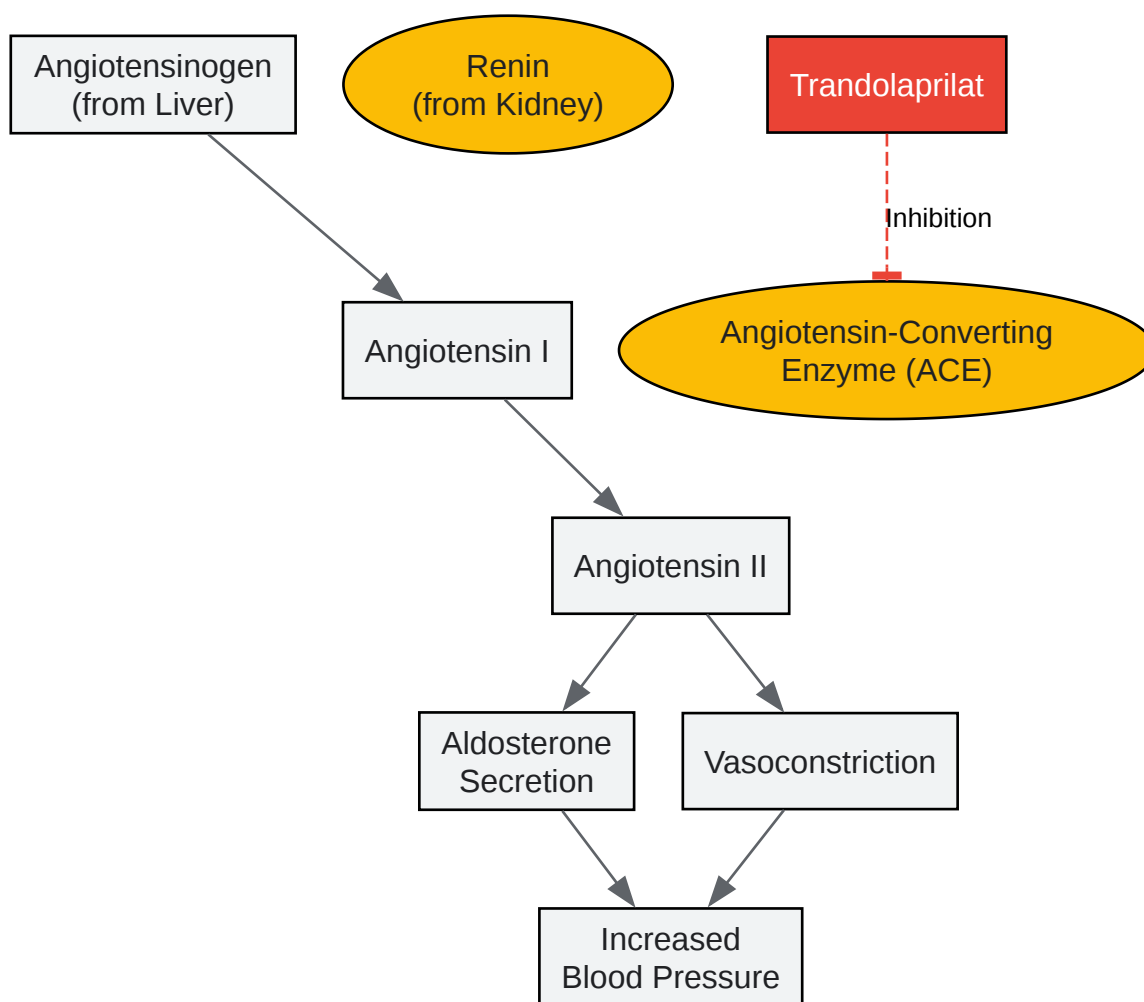 Angiotensinogen
(from Liver)
Renin
(from Kidney)
Trandolaprilat
Inhibition
Angiotensin I
Angiotensin-Converting
Enzyme (ACE)
Angiotensin II
Aldosterone
Secretion
Vasoconstriction
Increased
Blood Pressure